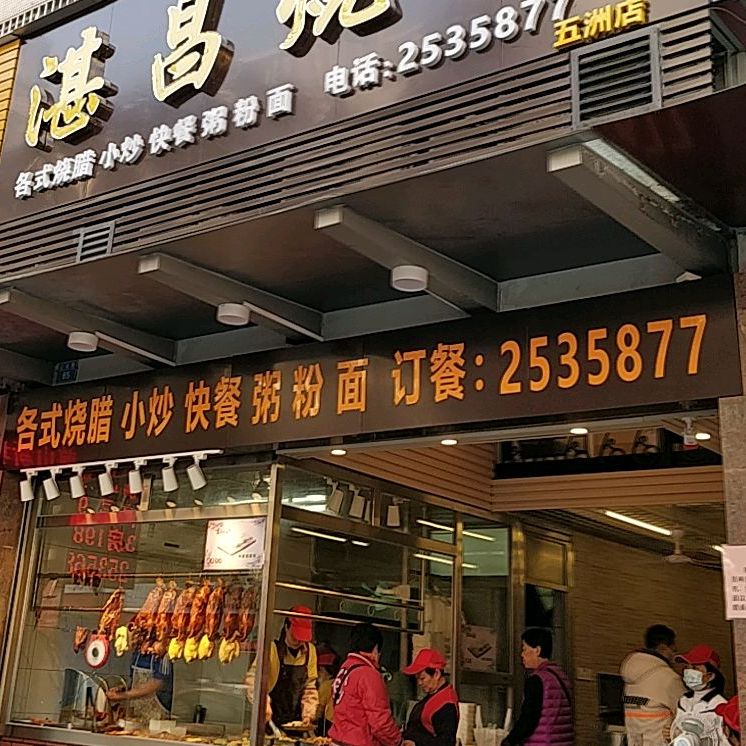 湛昌烧
各式烧腊 小炒 快餐 粥 粉 面 电话:2535877
五洲店
各式烧腊 小炒 快餐 粥 粉 面 订餐:2535877